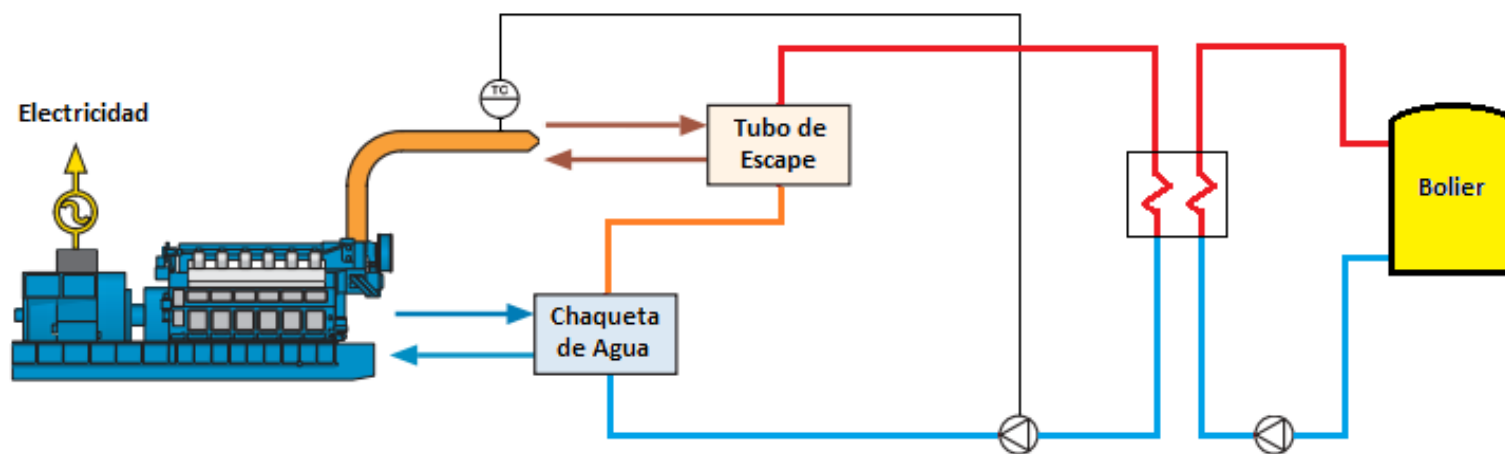 Electricidad
TC
Tubo de
Escape
Bolier
Chaqueta
de Agua